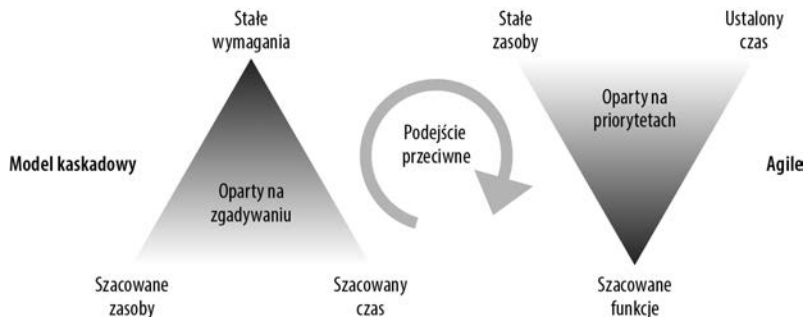 Stałe
wymagania
Stałe
zasoby
Ustalony
czas
Oparty na
priorytetach
Podejście
przeciwne
Model kaskadowy
Agile
Oparty na
zgadywaniu
Szacowane
zasoby
Szacowany
czas
Szacowane
funkcje